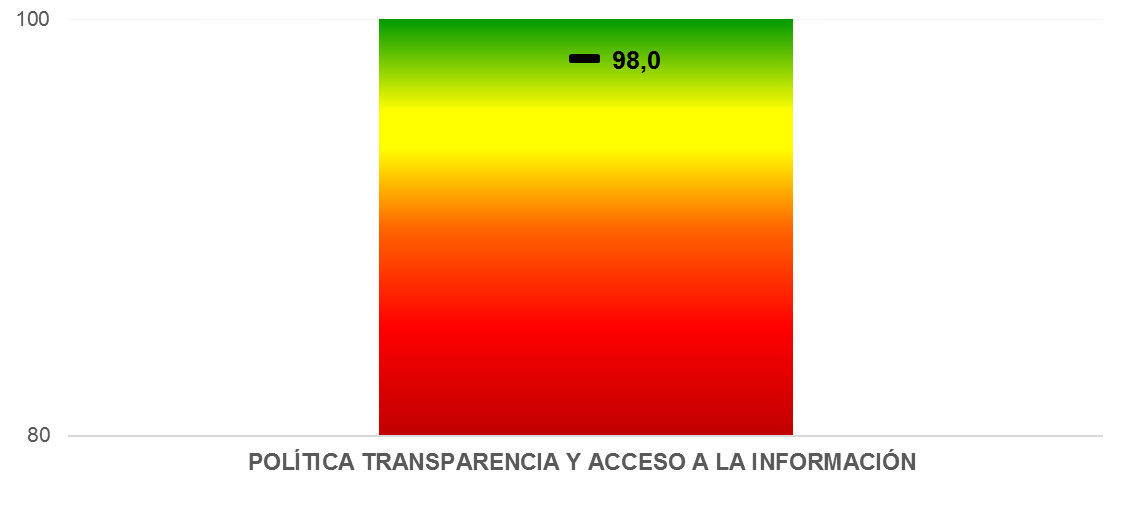 100
98,0
80
POLÍTICA TRANSPARENCIA Y ACCESO A LA INFORMACIÓN